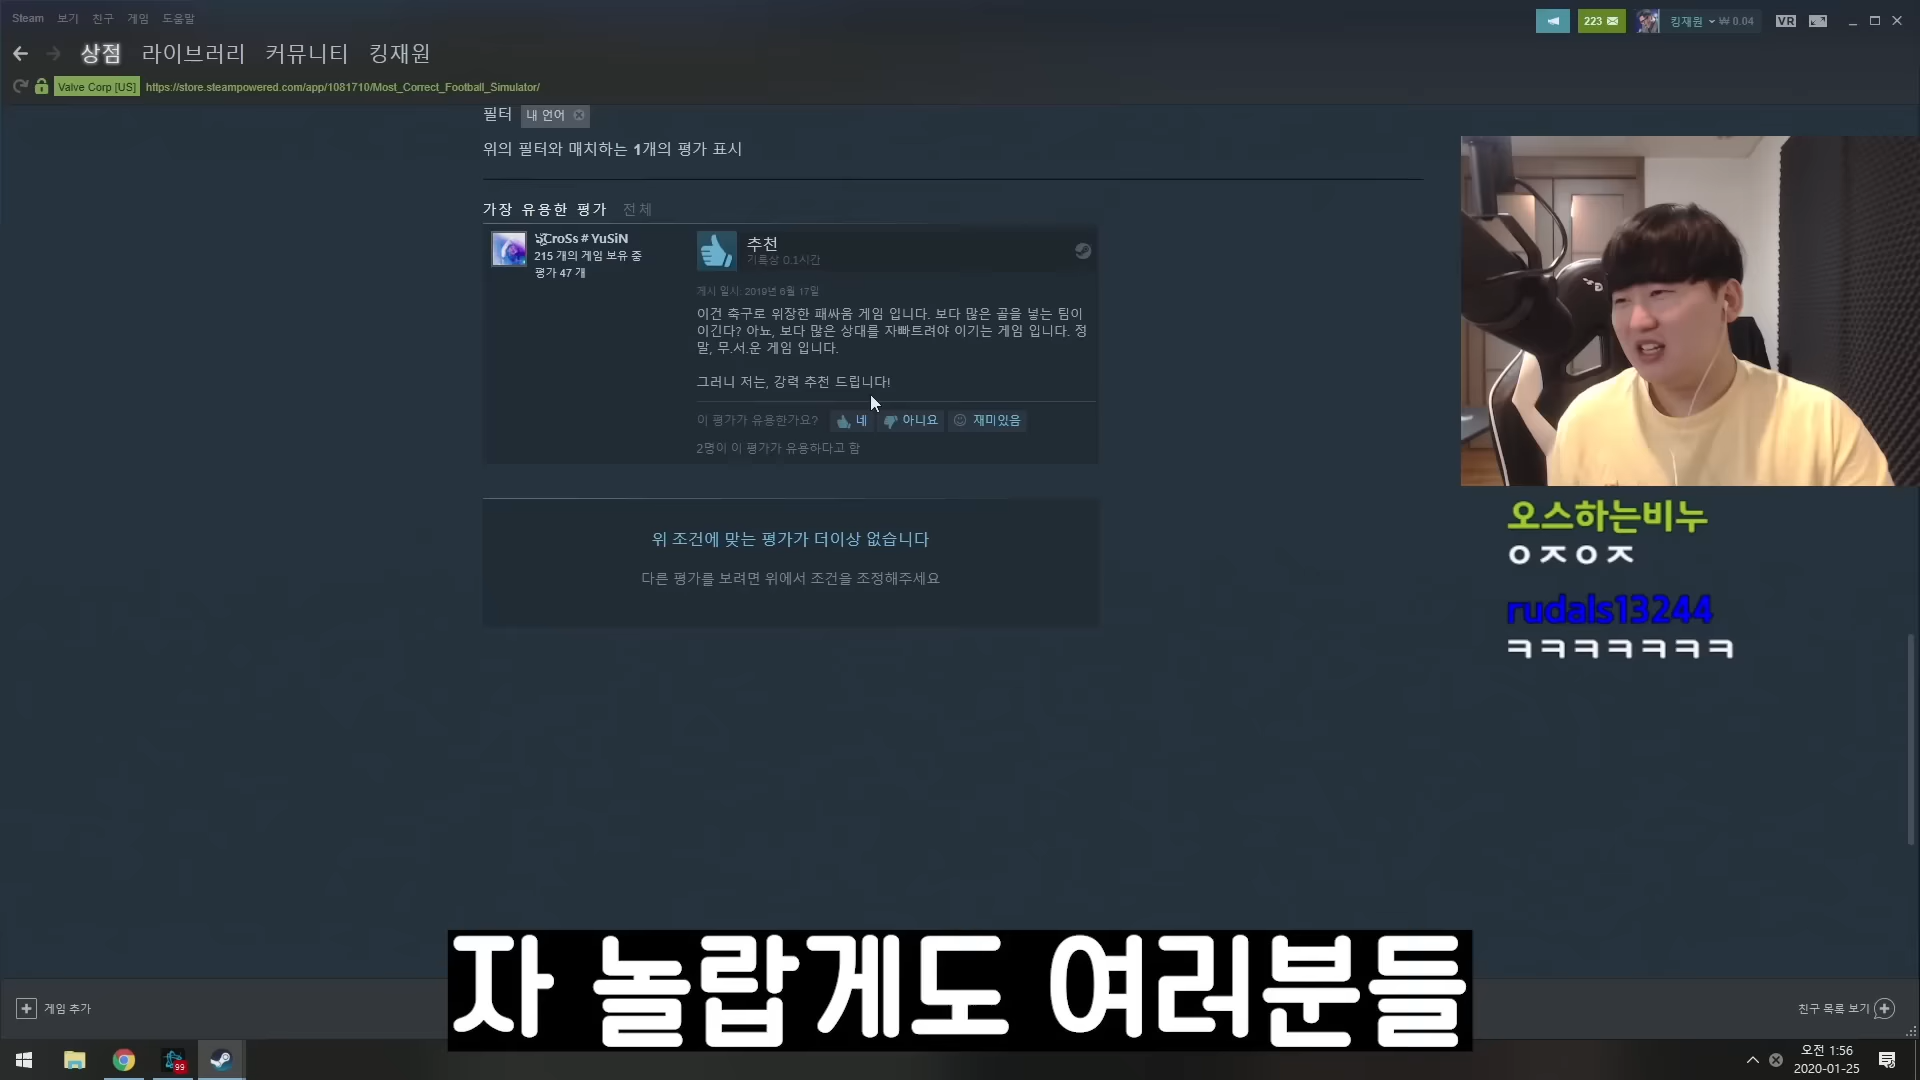 Steam 보기 친구 게임 도움말
223
킹재원 ₩ 0.04
VR
상점 라이브러리 커뮤니티 킹재원
Valve Corp [US] https://store.steampowered.com/app/1081710/Most_Correct_Football_Simulator/
필터 내 언어
위의 필터와 매치하는 1개의 평가 표시
가장 유용한 평가 전체
CroSs # YuSiN
215 개의 게임 보유 중
평가 47 개
추천
기록상 0.1시간
게시 일시: 2019년 6월 17일
이건 축구로 위장한 패싸움 게임 입니다. 보다 많은 골을 넣는 팀이
이긴다? 아뇨, 보다 많은 상대를 자빠트려야 이기는 게임 입니다. 정
말, 무.서.운 게임 입니다.
그러니 저는, 강력 추천 드립니다!
이 평가가 유용한가요? 네 아니요 재미있음
2명이 이 평가가 유용하다고 함
위 조건에 맞는 평가가 더이상 없습니다
다른 평가를 보려면 위에서 조건을 조정해주세요
오스하는비누
ㅇㅈㅇㅈ
rudals13244
ㅋㅋㅋㅋㅋㅋㅋ
자 놀랍게도 여러분들
게임 추가
친구 목록 보기
99
오전 1:56
2020-01-25